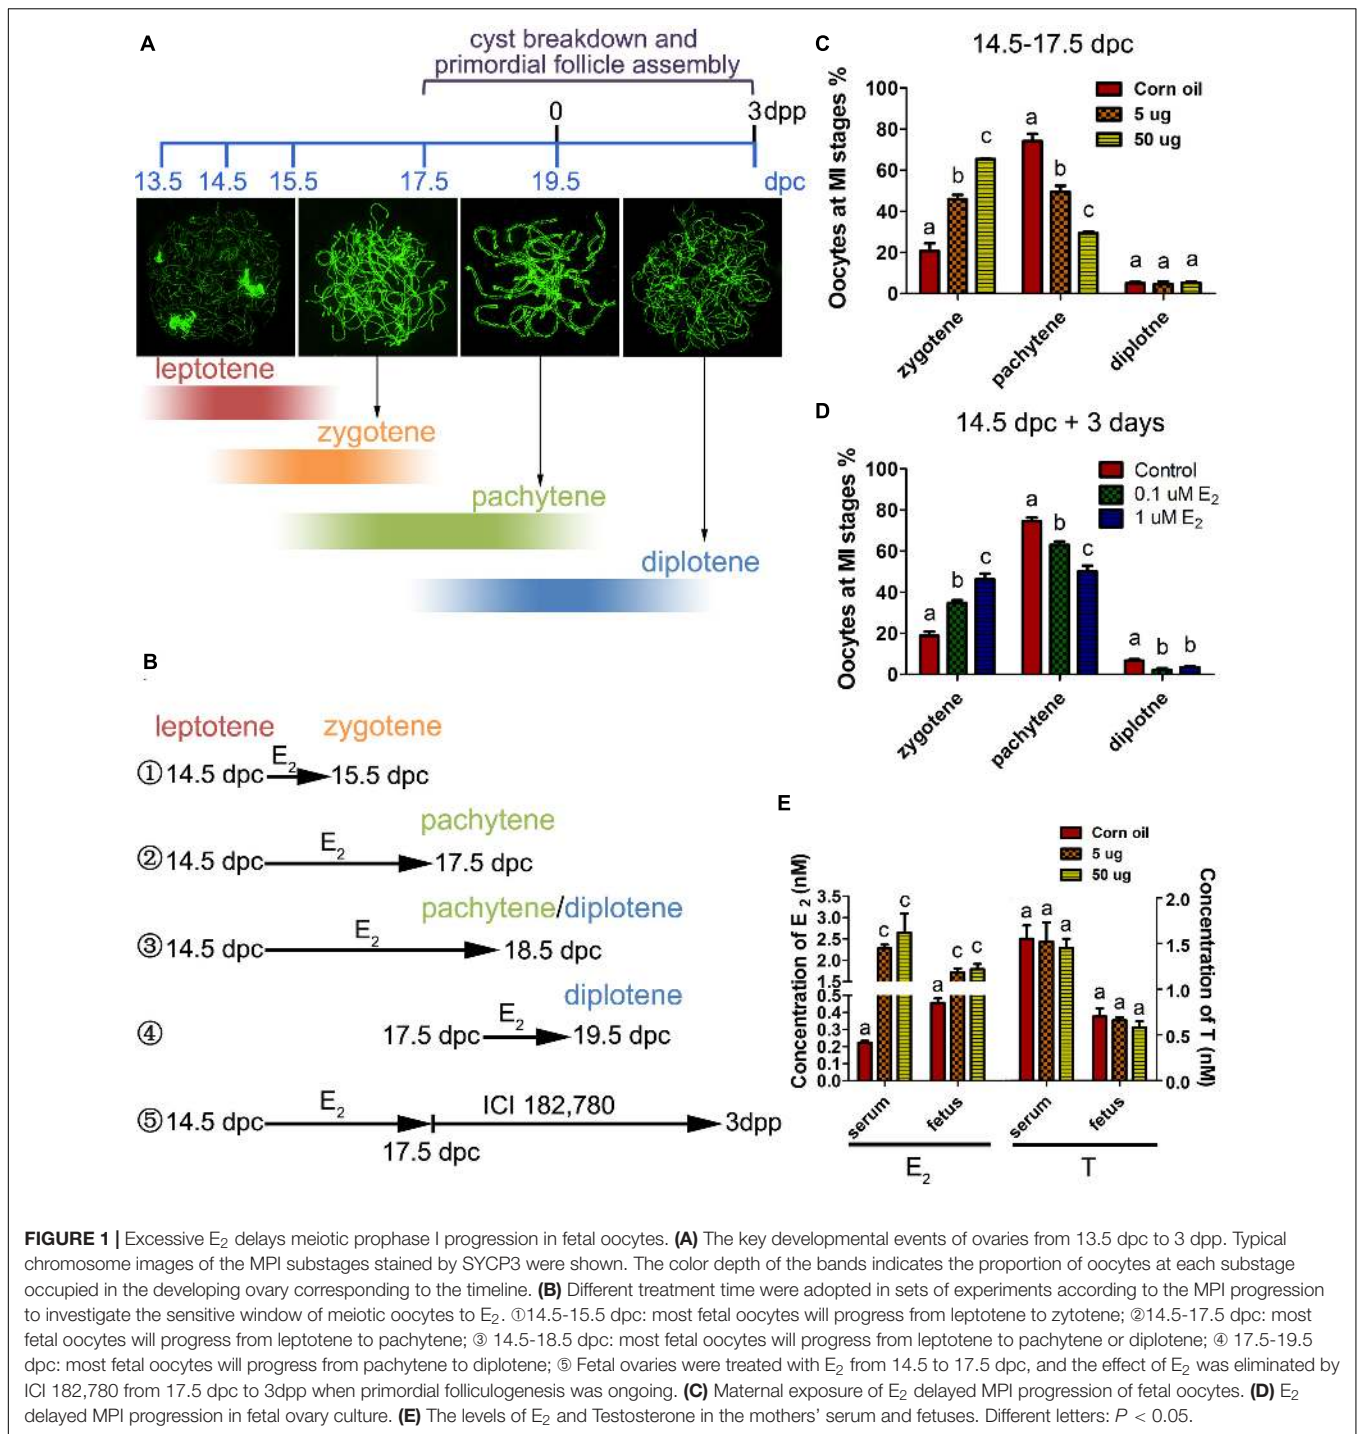 A
cyst breakdown and
primordial follicle assembly
0 3 dpp
13.5 14.5 15.5 17.5 19.5 dpc
leptotene
zygotene
pachytene
diplotene
B
leptotene zygotene
① 14.5 dpc E2 15.5 dpc
pachytene
② 14.5 dpc E2 17.5 dpc
pachytene/diplotene
③ 14.5 dpc E2 18.5 dpc
diplotene
④ 17.5 dpc E2 19.5 dpc
⑤ 14.5 dpc E2 ICI 182,780 3dpp
17.5 dpc
C
14.5-17.5 dpc
Oocytes at MI stages %
100
80
60
40
20
0
Corn oil
5 ug
50 ug
a b c a b c a a a
zygotene pachytene diplotne
D
14.5 dpc + 3 days
Oocytes at MI stages %
100
80
60
40
20
0
Control
0.1 uM E2
1 uM E2
a b c a b c a b b
zygotene pachytene diplotne
E
Corn oil
5 ug
50 ug
Concentration of E2 (nM)
3.5
3.0
2.5
2.0
1.5
0.5
0.4
0.3
0.2
0.1
0.0
a c c a c c a a a a a a
Concentration of T (nM)
2.0
1.5
1.0
0.5
0.0
serum fetus serum fetus
E2 T
FIGURE 1 | Excessive E2 delays meiotic prophase I progression in fetal oocytes. (A) The key developmental events of ovaries from 13.5 dpc to 3 dpp. Typical
chromosome images of the MPI substages stained by SYCP3 were shown. The color depth of the bands indicates the proportion of oocytes at each substage
occupied in the developing ovary corresponding to the timeline. (B) Different treatment time were adopted in sets of experiments according to the MPI progression
to investigate the sensitive window of meiotic oocytes to E2. ①14.5-15.5 dpc: most fetal oocytes will progress from leptotene to zytotene; ②14.5-17.5 dpc: most
fetal oocytes will progress from leptotene to pachytene; ③ 14.5-18.5 dpc: most fetal oocytes will progress from leptotene to pachytene or diplotene; ④ 17.5-19.5
dpc: most fetal oocytes will progress from pachytene to diplotene; ⑤ Fetal ovaries were treated with E2 from 14.5 to 17.5 dpc, and the effect of E2 was eliminated by
ICI 182,780 from 17.5 dpc to 3dpp when primordial folliculogenesis was ongoing. (C) Maternal exposure of E2 delayed MPI progression of fetal oocytes. (D) E2
delayed MPI progression in fetal ovary culture. (E) The levels of E2 and Testosterone in the mothers' serum and fetuses. Different letters: P < 0.05.